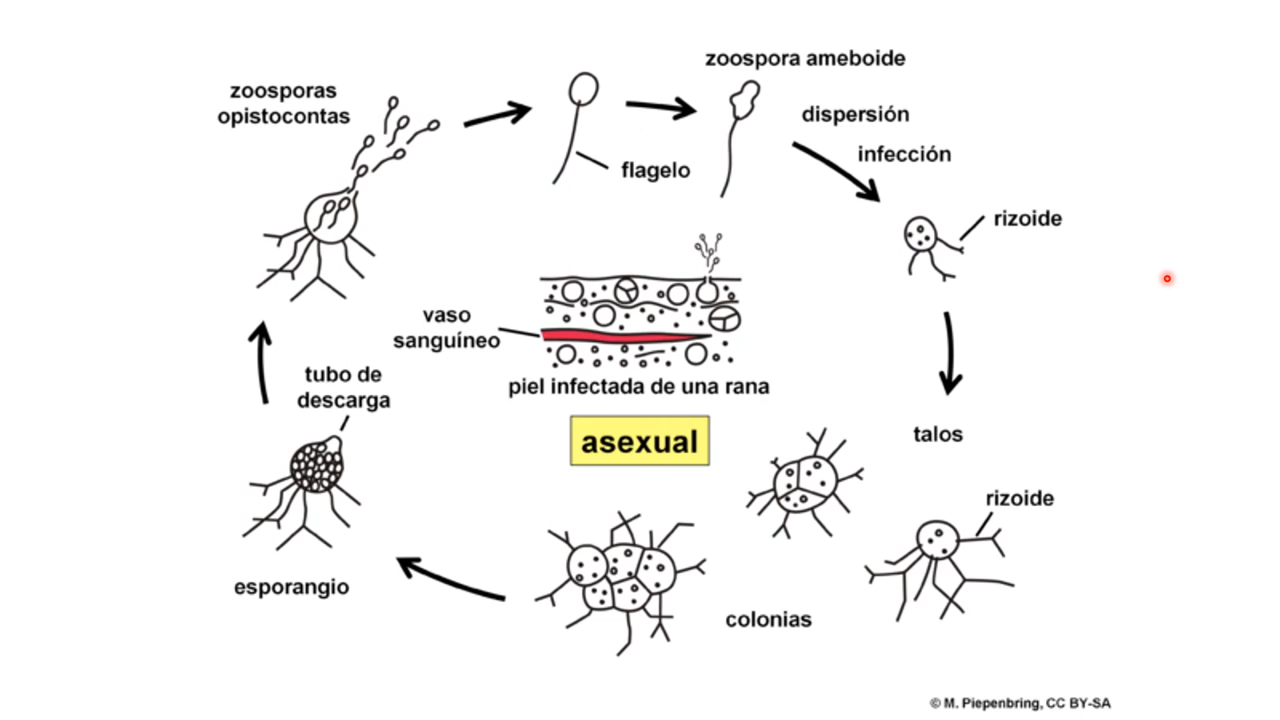 zoospora ameboide
zoosporas
opistocontas
dispersión
infección
flagelo
rizoide
vaso
sanguíneo
tubo de
descarga
piel infectada de una rana
asexual
talos
rizoide
esporangio
colonias
© M. Piepenbring, CC BY-SA